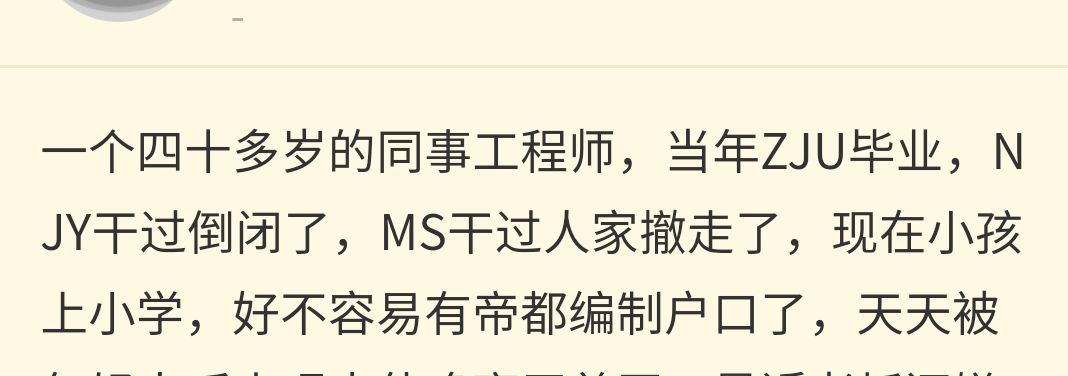 一个四十多岁的同事工程师，当年ZJU毕业，N
JY干过倒闭了，MS干过人家撤走了，现在小孩
上小学，好不容易有帝都编制户口了，天天被